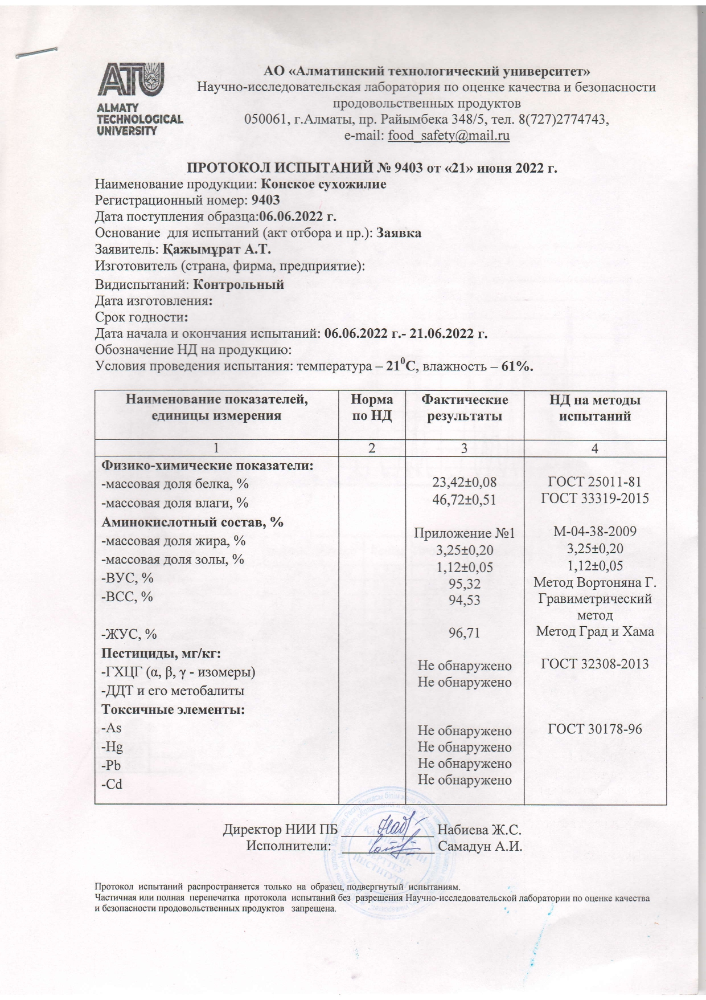 ATU
ALMATY
TECHNOLOGICAL
UNIVERSITY
АО «Алматинский технологический университет»
Научно-исследовательская лаборатория по оценке качества и безопасности
продовольственных продуктов
050061, г.Алматы, пр. Райымбека 348/5, тел. 8(727)2774743,
e-mail: food_safety@mail.ru
ПРОТОКОЛ ИСПЫТАНИЙ № 9403 от «21» июня 2022 г.
Наименование продукции: Конское сухожилие
Регистрационный номер: 9403
Дата поступления образца:06.06.2022 г.
Основание для испытаний (акт отбора и пр.): Заявка
Заявитель: Қажымұрат А.Т.
Изготовитель (страна, фирма, предприятие):
Видиспытаний: Контрольный
Дата изготовления:
Срок годности:
Дата начала и окончания испытаний: 06.06.2022 г.- 21.06.2022 г.
Обозначение НД на продукцию:
Условия проведения испытания: температура – 21⁰С, влажность – 61%.
Наименование показателей, Норма Фактические НД на методы
единицы измерения по НД результаты испытаний
1 2 3 4
Физико-химические показатели:
-массовая доля белка, % 23,42±0,08 ГОСТ 25011-81
-массовая доля влаги, % 46,72±0,51 ГОСТ 33319-2015
Аминокислотный состав, % Приложение №1 М-04-38-2009
-массовая доля жира, % 3,25±0,20 3,25±0,20
-массовая доля золы, % 1,12±0,05 1,12±0,05
-ВУС, % 95,32 Метод Вортоняна Г.
-ВСС, % 94,53 Гравиметрический
метод
-ЖУС, % 96,71 Метод Град и Хама
Пестициды, мг/кг:
-ГХЦГ (α, β, γ - изомеры) Не обнаружено ГОСТ 32308-2013
-ДДТ и его метобалиты Не обнаружено
Токсичные элементы:
-As Не обнаружено ГОСТ 30178-96
-Hg Не обнаружено
-Pb Не обнаружено
-Cd Не обнаружено
Директор НИИ ПБ Набиева Ж.С.
Исполнители: Самадун А.И.
Протокол испытаний распространяется только на образец, подвергнутый испытаниям.
Частичная или полная перепечатка протокола испытаний без разрешения Научно-исследовательской лаборатории по оценке качества
и безопасности продовольственных продуктов запрещена.